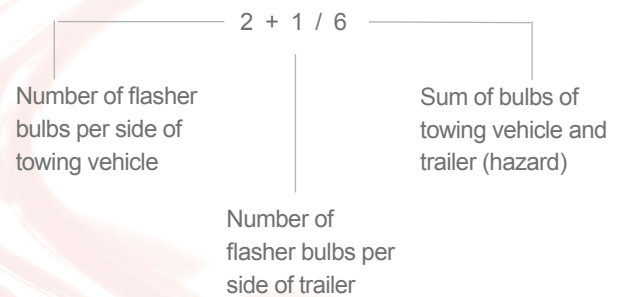 2 + 1 / 6
Number of flasher
bulbs per side of
towing vehicle
Sum of bulbs of
towing vehicle and
trailer (hazard)
Number of
flasher bulbs per
side of trailer